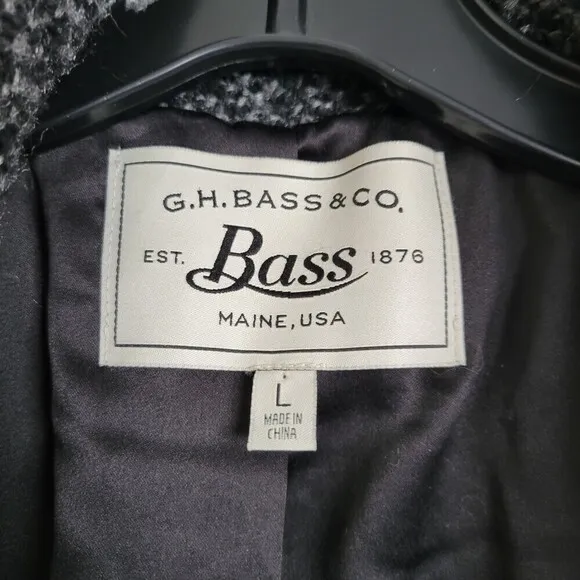 G.H. BASS & CO.
EST. Bass 1876
MAINE, USA
L
MADE IN
CHINA